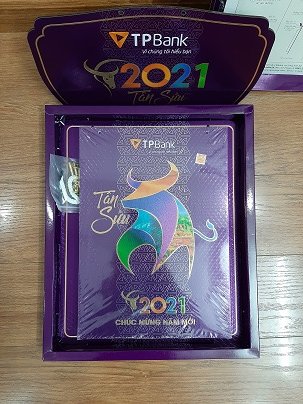 TPBank
Vì chúng tôi hiểu bạn
2021
Tân Sửu
TPBank
Tân
Sửu
2021
CHÚC MỪNG NĂM MỚI